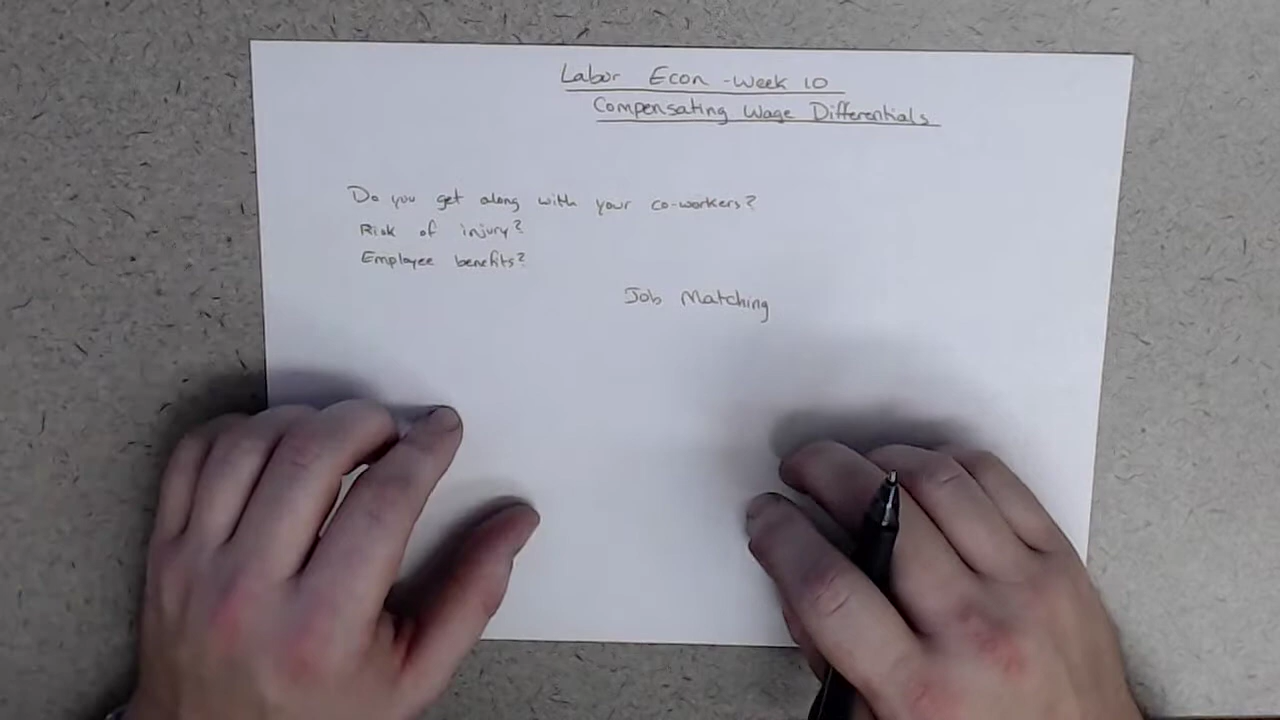 Labor Econ - Week 10
Compensating Wage Differentials
Do you get along with your co-workers?
Risk of injury?
Employee benefits?
Job Matching